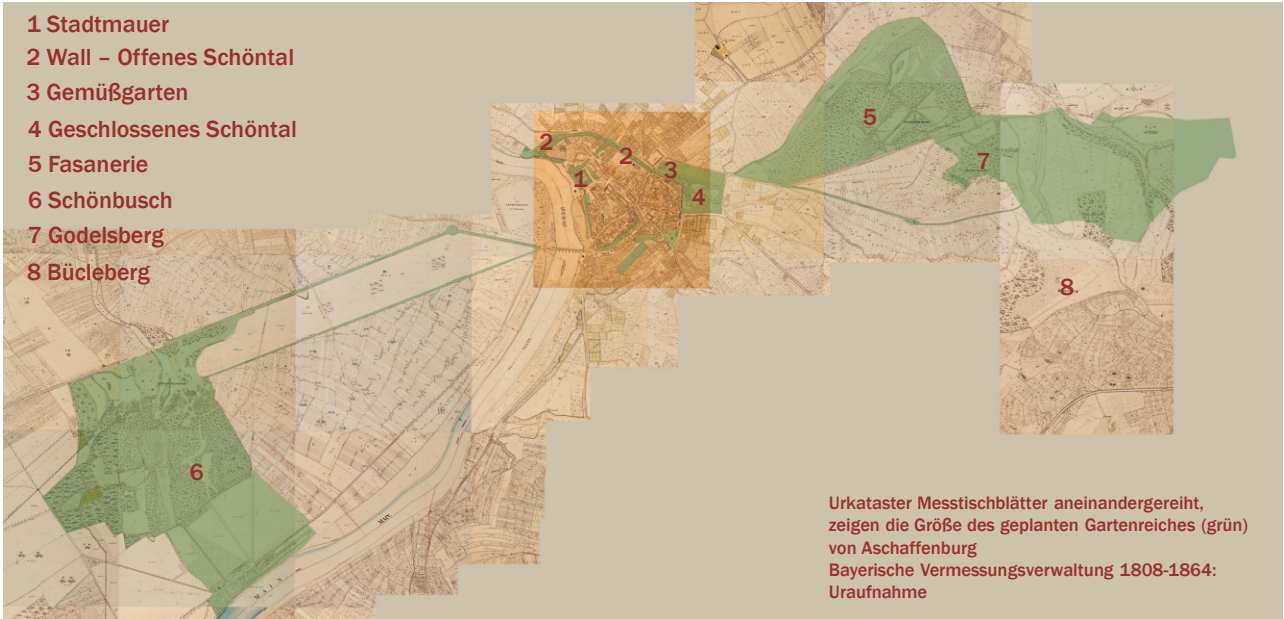 1 Stadtmauer
2 Wall – Offenes Schöntal
3 Gemüßgarten
4 Geschlossenes Schöntal
5 Fasanerie
6 Schönbusch
7 Godelsberg
8 Bücleberg
2
2
1
3
4
5
7
8
6
MAIN
MAIN
Urkataster Messtischblätter aneinandergereiht,
zeigen die Größe des geplanten Gartenreiches (grün)
von Aschaffenburg
Bayerische Vermessungsverwaltung 1808-1864:
Uraufnahme